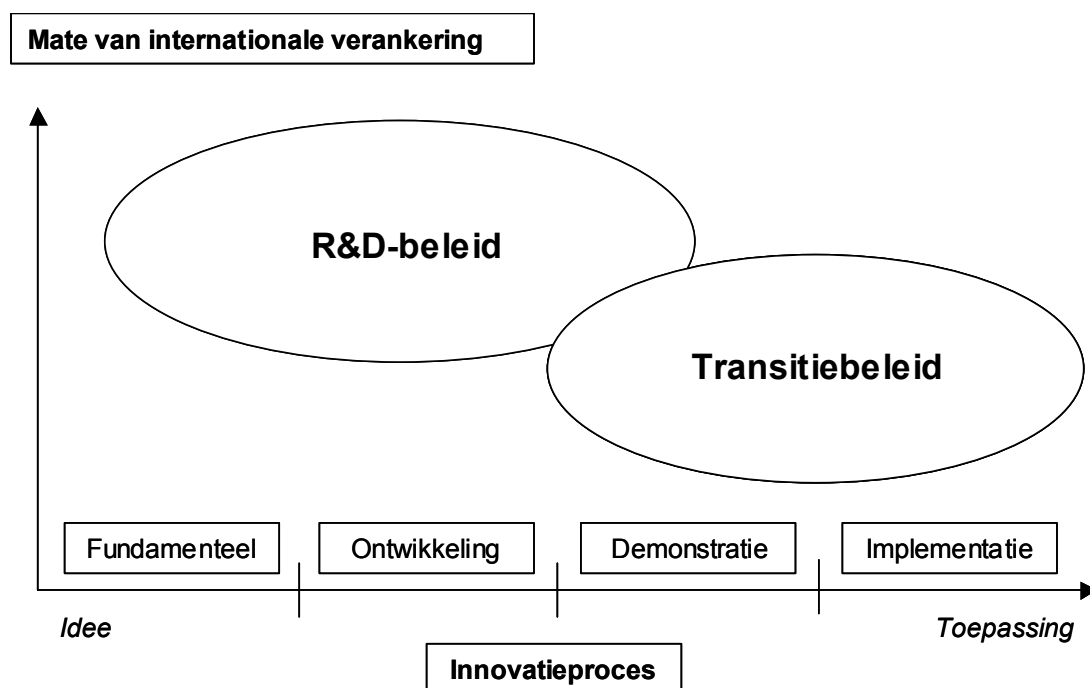 Mate van internationale verankering
R&D-beleid
Transitiebeleid
Fundamenteel
Ontwikkeling
Demonstratie
Implementatie
Idee
Toepassing
Innovatieproces